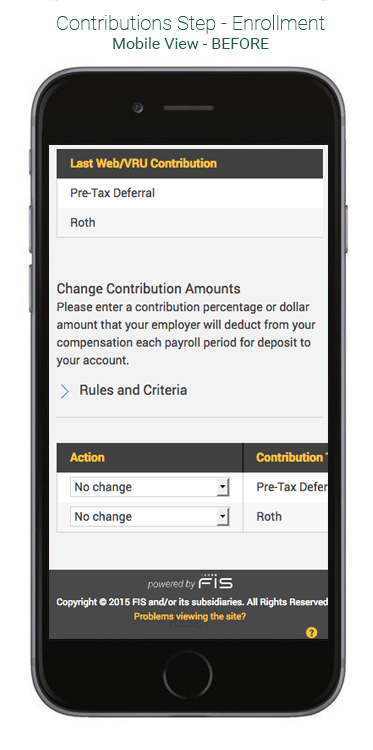 Contributions Step - Enrollment
Mobile View - BEFORE
Last Web/VRU Contribution
Pre-Tax Deferral
Roth
Change Contribution Amounts
Please enter a contribution percentage or dollar
amount that your employer will deduct from your
compensation each payroll period for deposit to
your account.
Rules and Criteria
Action Contribution
No change Pre-Tax Defer
No change Roth
powered by FIS
Copyright © 2015 FIS and/or its subsidiaries. All Rights Reserved
Problems viewing the site?
?